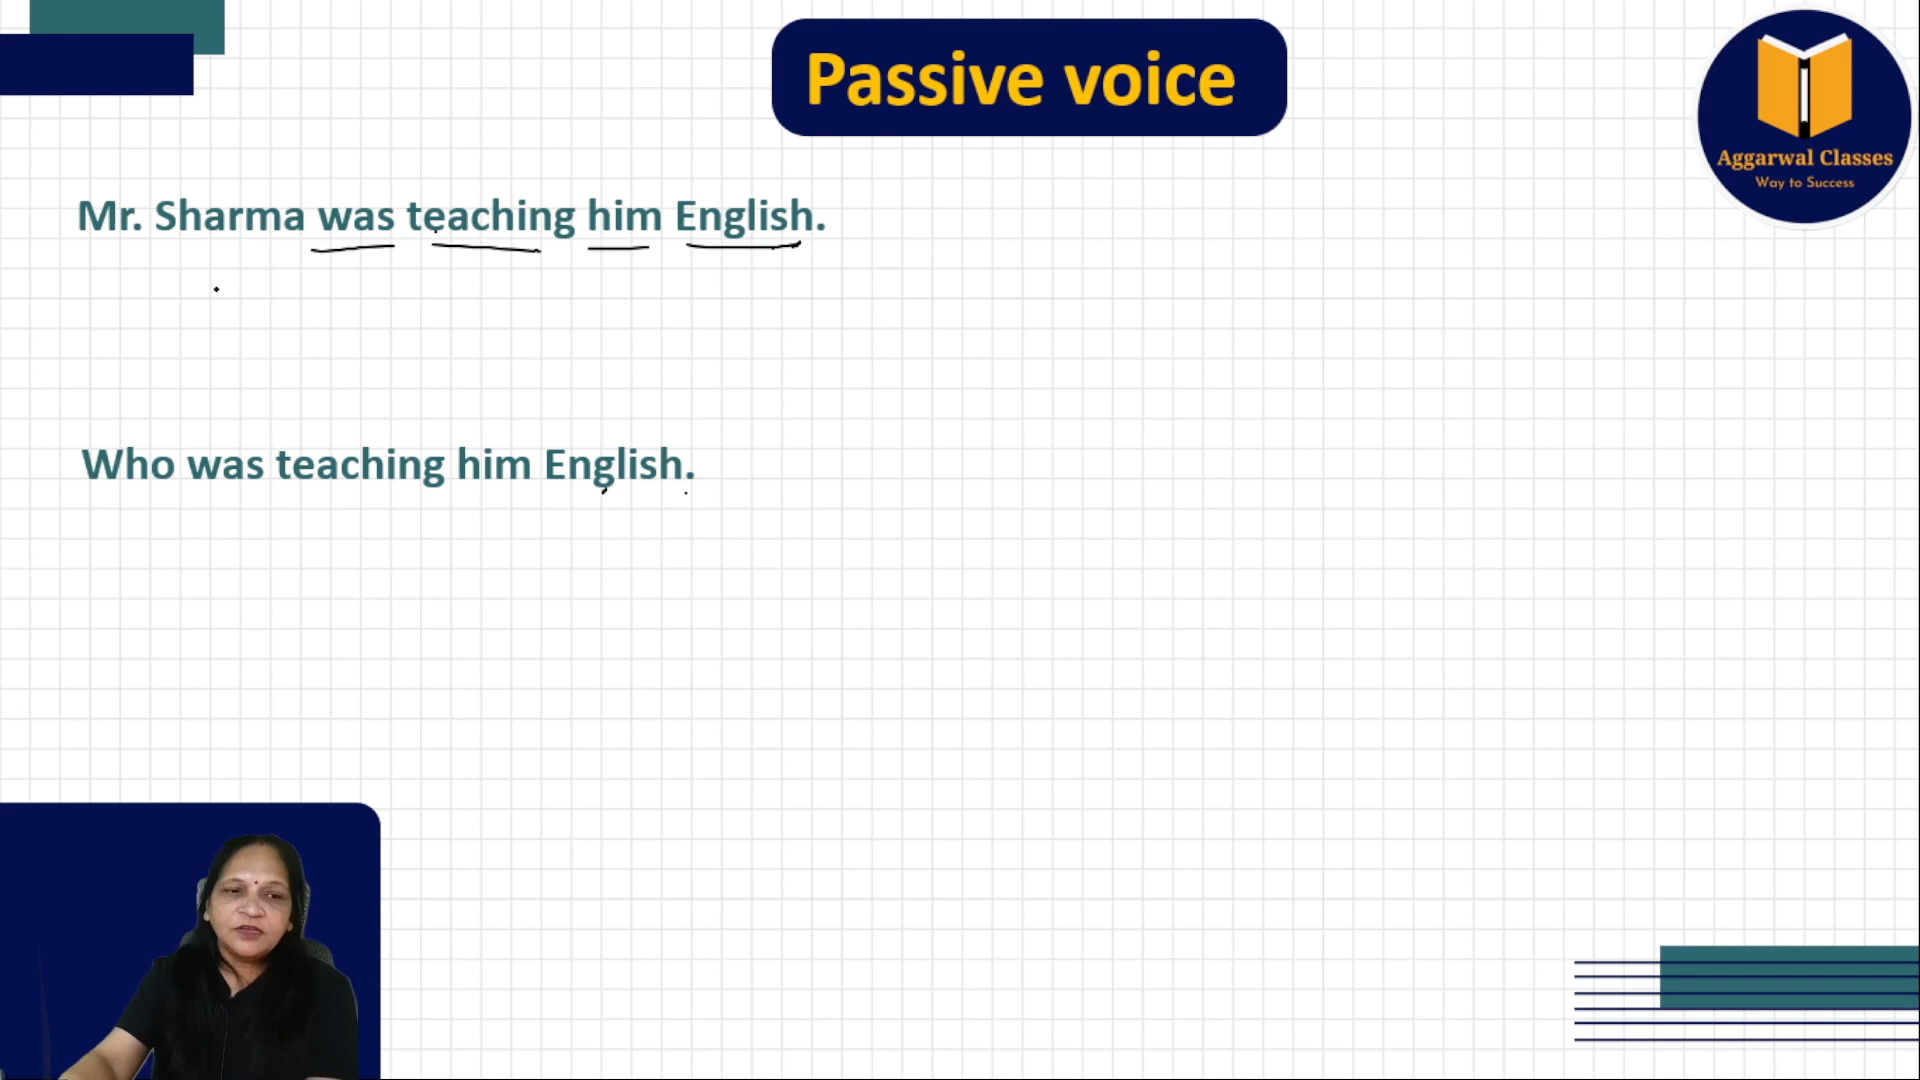 Passive voice
Aggarwal Classes
Way to Success
Mr. Sharma was teaching him English.
Who was teaching him English.